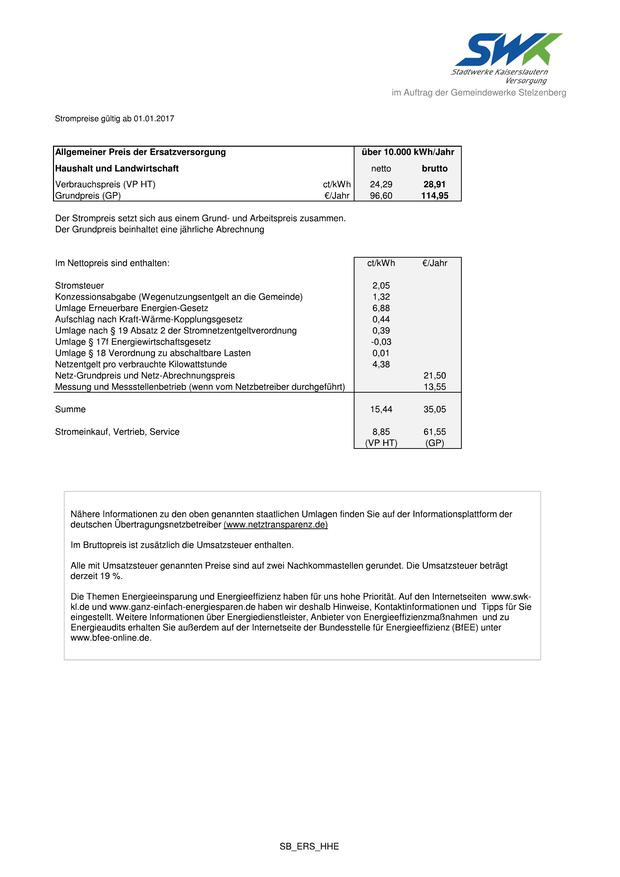 SWK
Stadtwerke Kaiserslautern
Versorgung
im Auftrag der Gemeindewerke Stelzenberg
Strompreise gültig ab 01.01.2017
Allgemeiner Preis der Ersatzversorgung über 10.000 kWh/Jahr
Haushalt und Landwirtschaft netto brutto
Verbrauchspreis (VP HT) ct/kWh 24,29 28,91
Grundpreis (GP) €/Jahr 96,60 114,95
Der Strompreis setzt sich aus einem Grund- und Arbeitspreis zusammen.
Der Grundpreis beinhaltet eine jährliche Abrechnung
Im Nettopreis sind enthalten: ct/kWh €/Jahr
Stromsteuer 2,05
Konzessionsabgabe (Wegenutzungsentgelt an die Gemeinde) 1,32
Umlage Erneuerbare Energien-Gesetz 6,88
Aufschlag nach Kraft-Wärme-Kopplungsgesetz 0,44
Umlage nach § 19 Absatz 2 der Stromnetzentgeltverordnung 0,39
Umlage § 17f Energiewirtschaftsgesetz -0,03
Umlage § 18 Verordnung zu abschaltbare Lasten 0,01
Netzentgelt pro verbrauchte Kilowattstunde 4,38
Netz-Grundpreis und Netz-Abrechnungspreis 21,50
Messung und Messstellenbetrieb (wenn vom Netzbetreiber durchgeführt) 13,55
Summe 15,44 35,05
Stromeinkauf, Vertrieb, Service 8,85 61,55
(VP HT) (GP)
Nähere Informationen zu den oben genannten staatlichen Umlagen finden Sie auf der Informationsplattform der
deutschen Übertragungsnetzbetreiber (www.netztransparenz.de)
Im Bruttopreis ist zusätzlich die Umsatzsteuer enthalten.
Alle mit Umsatzsteuer genannten Preise sind auf zwei Nachkommastellen gerundet. Die Umsatzsteuer beträgt
derzeit 19 %.
Die Themen Energieeinsparung und Energieeffizienz haben für uns hohe Priorität. Auf den Internetseiten www.swk-
kl.de und www.ganz-einfach-energiesparen.de haben wir deshalb Hinweise, Kontaktinformationen und Tipps für Sie
eingestellt. Weitere Informationen über Energiedienstleister, Anbieter von Energieeffizienzmaßnahmen und zu
Energieaudits erhalten Sie außerdem auf der Internetseite der Bundesstelle für Energieeffizienz (BfEE) unter
www.bfee-online.de.
SB_ERS_HHE